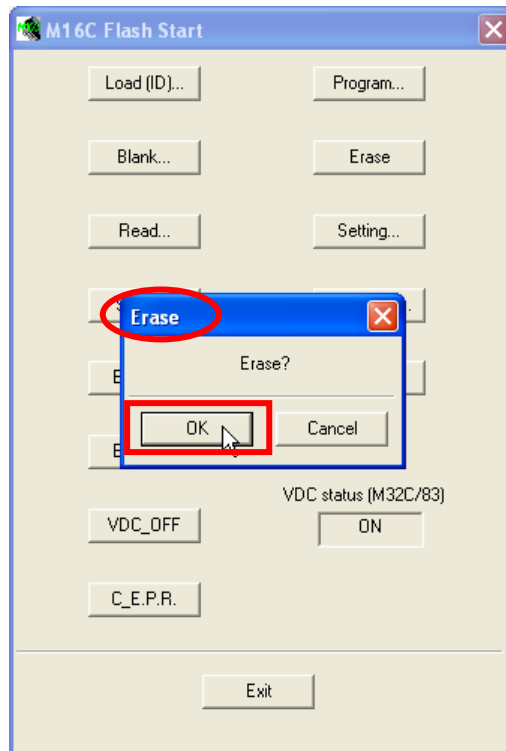 M16C Flash Start
Load (ID)...
Program...
Blank...
Erase
Read...
Setting...
Erase
Erase?
OK
Cancel
VDC status (M32C/83)
VDC_OFF
ON
C_E.P.R.
Exit